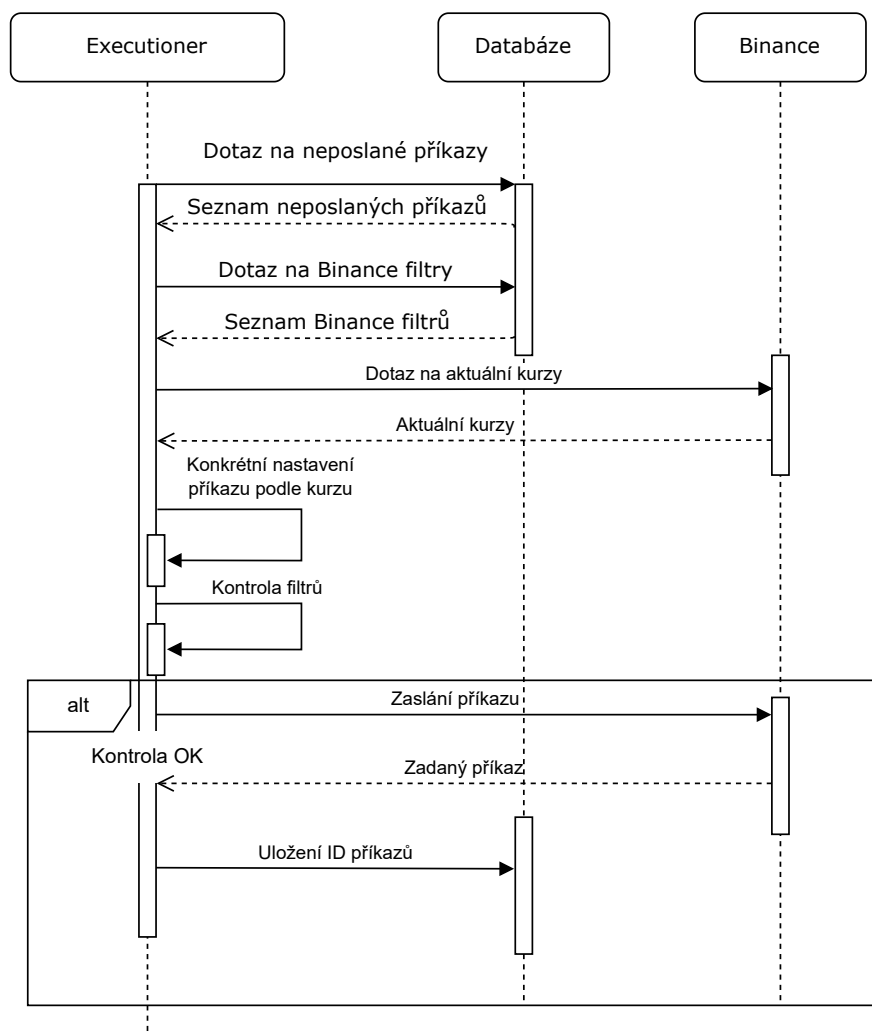 Executioner
Databáze
Binance
Dotaz na neposlané příkazy
Seznam neposlaných příkazů
Dotaz na Binance filtry
Seznam Binance filtrů
Dotaz na aktuální kurzy
Aktuální kurzy
Konkrétní nastavení
příkazu podle kurzu
Kontrola filtrů
alt
Zaslání příkazu
Kontrola OK
Zadaný příkaz
Uložení ID příkazů